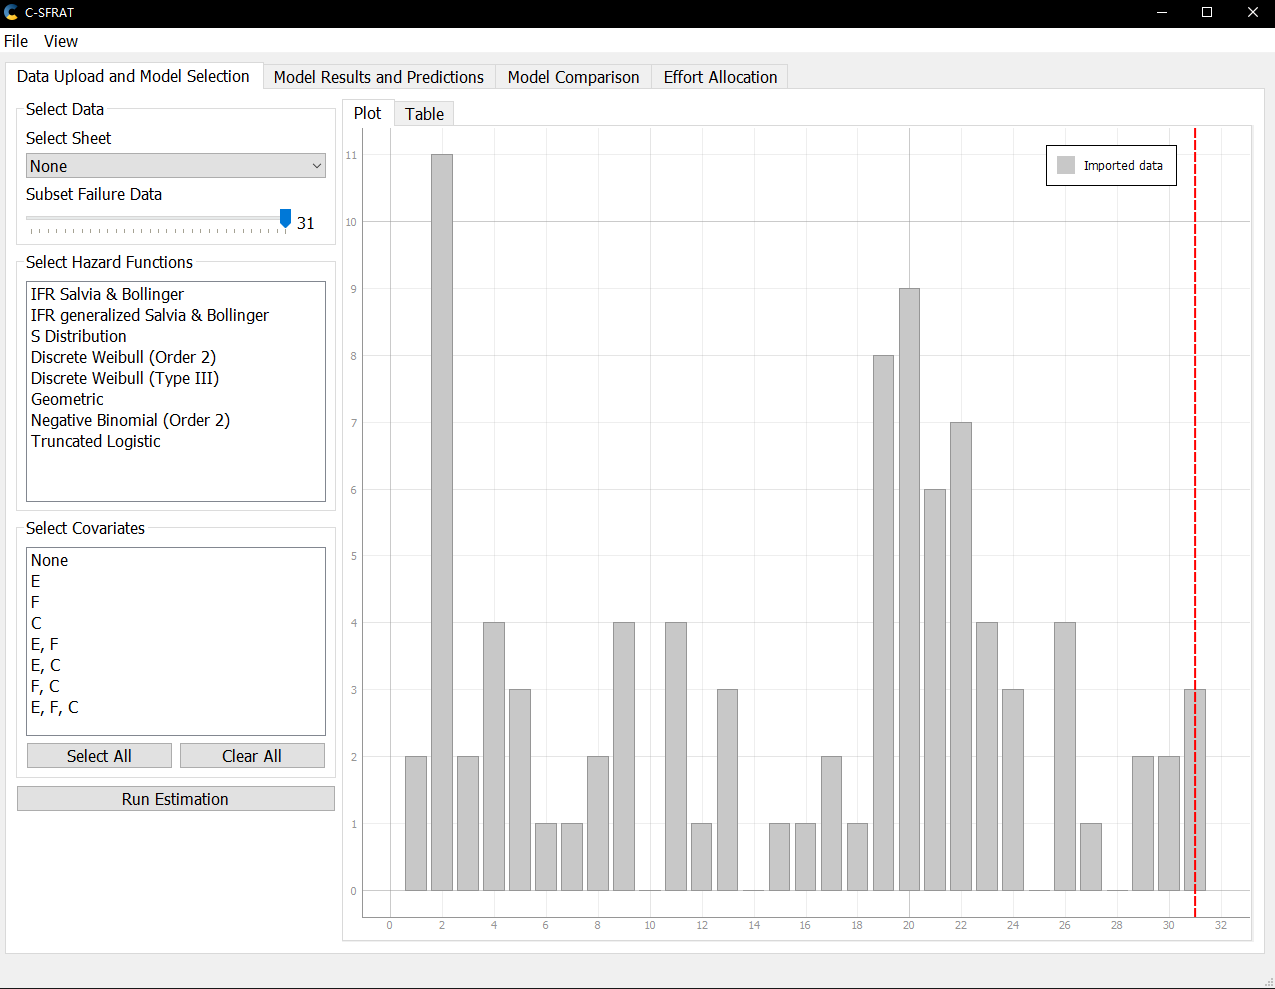 C-SFRAT
File View
Data Upload and Model Selection Model Results and Predictions Model Comparison Effort Allocation
Select Data
Select Sheet
None
Subset Failure Data
31
Select Hazard Functions
IFR Salvia & Bollinger
IFR generalized Salvia & Bollinger
S Distribution
Discrete Weibull (Order 2)
Discrete Weibull (Type III)
Geometric
Negative Binomial (Order 2)
Truncated Logistic
Select Covariates
None
E
F
C
E, F
E, C
F, C
E, F, C
Select All Clear All
Run Estimation
Plot Table
Imported data
11
10
9
8
7
6
5
4
3
2
1
0
0 2 4 6 8 10 12 14 16 18 20 22 24 26 28 30 32